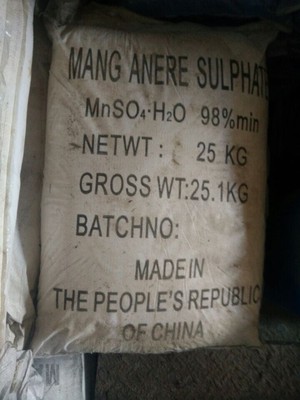 MANG ANERE SULPHATE
MnSO₄·H₂O 98%min
NETWT : 25 KG
GROSS WT:25.1KG
BATCHNO:
MADE IN
THE PEOPLE'S REPUBLIC
OF CHINA